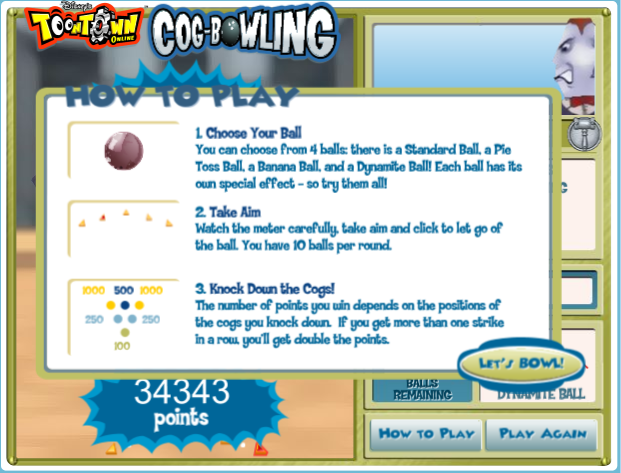 Disney's
TOONTOWN
ONLINE
COG-BOWLING
HOW TO PLAY
1. Choose Your Ball
You can choose from 4 balls: there is a Standard Ball, a Pie
Toss Ball, a Banana Ball, and a Dynamite Ball! Each ball has its
own special effect - so try them all!
2. Take Aim
Watch the meter carefully, take aim and click to let go of
the ball. You have 10 balls per round.
1000 500 1000
250 250
100
3. Knock Down the Cogs!
The number of points you win depends on the positions of
the cogs you knock down. If you get more than one strike
in a row, you'll get double the points.
LET'S BOWL!
34343
points
BALLS
REMAINING
DYNAMITE BALL
HOW TO PLAY
PLAY AGAIN